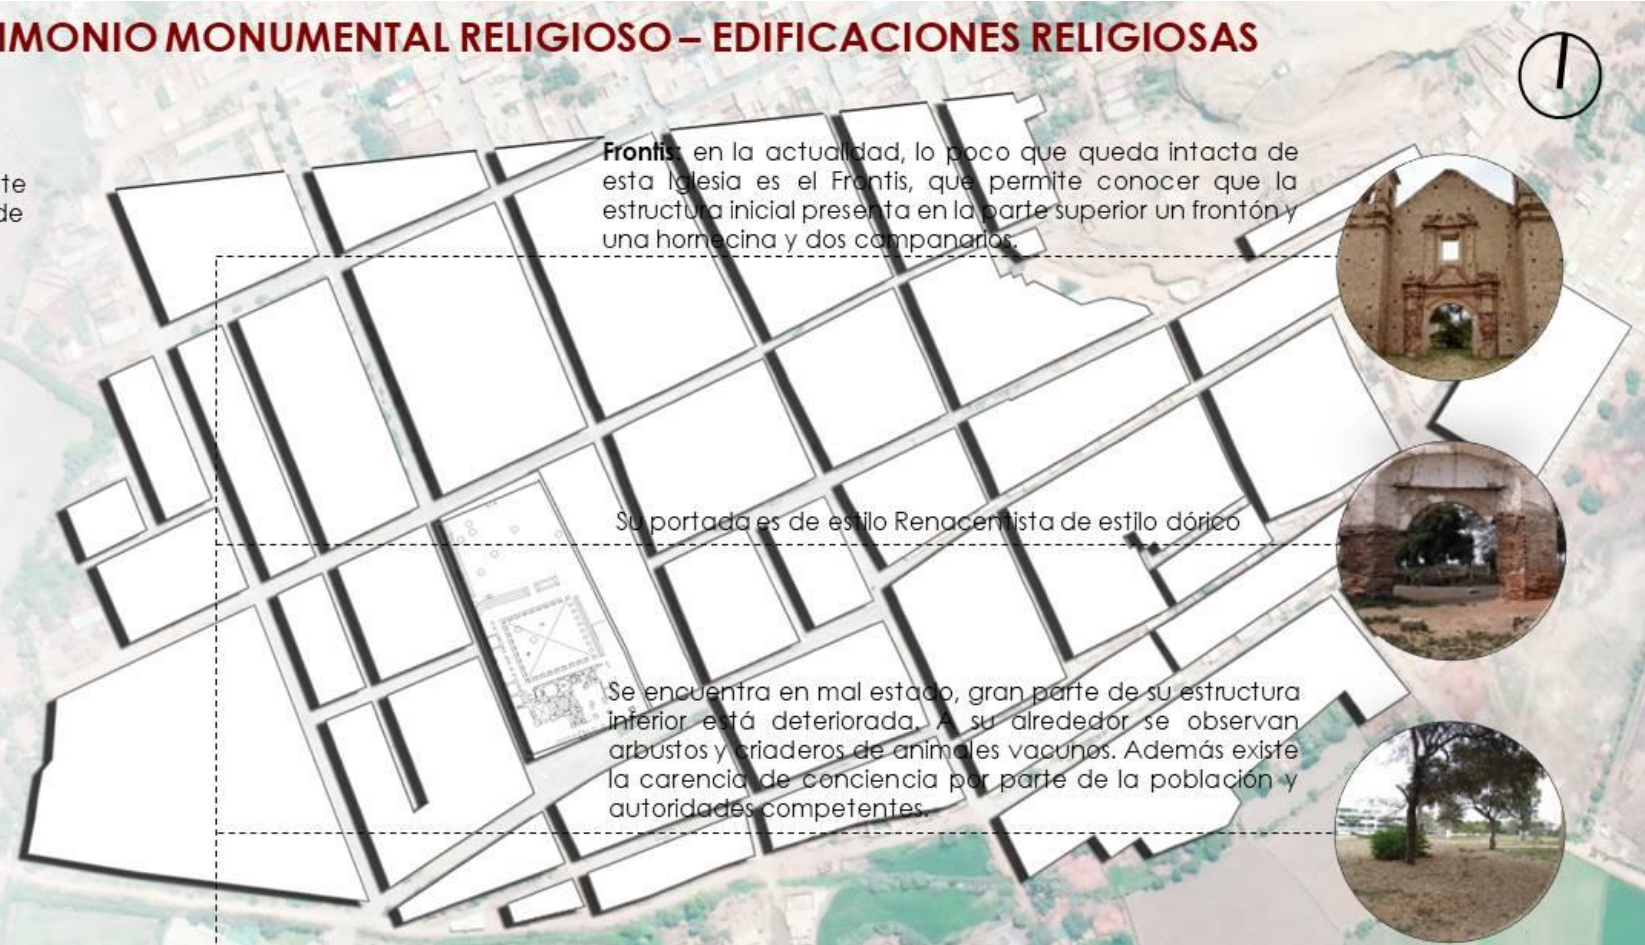 IMONIO MONUMENTAL RELIGIOSO – EDIFICACIONES RELIGIOSAS
te
de
Frontis: en la actualidad, lo poco que queda intacta de
esta Iglesia es el Frontis, que permite conocer que la
estructura inicial presenta en la parte superior un frontón y
una hornecina y dos campanarios.
Su portada es de estilo Renacentista de estilo dórico
Se encuentra en mal estado, gran parte de su estructura
inferior está deteriorada. A su alrededor se observan
arbustos y criaderos de animales vacunos. Además existe
la carencia de conciencia por parte de la población y
autoridades competentes.